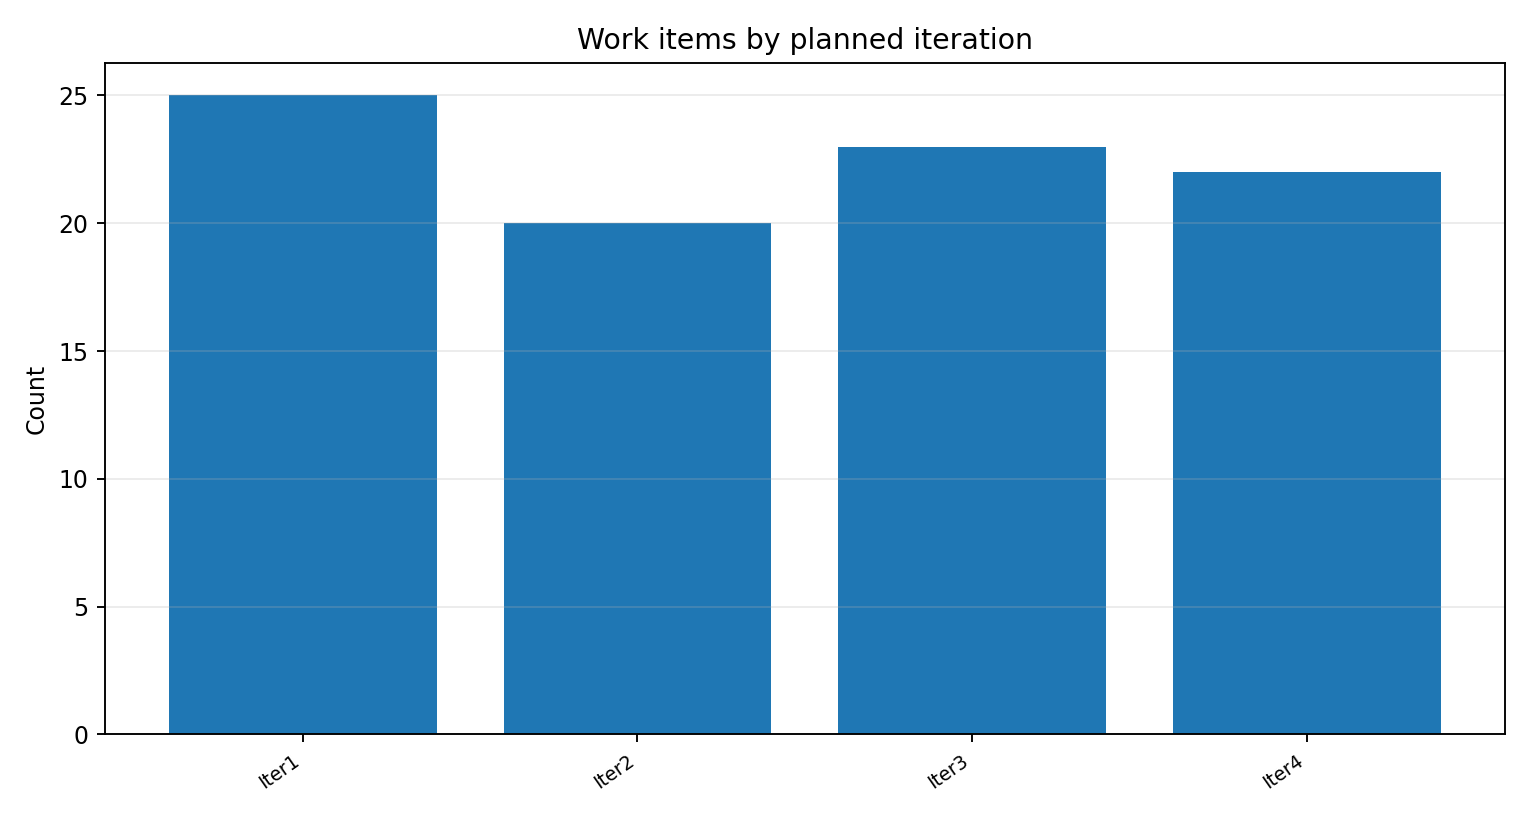 Work items by planned iteration
Count
25
20
15
10
5
0
Iter1
Iter2
Iter3
Iter4